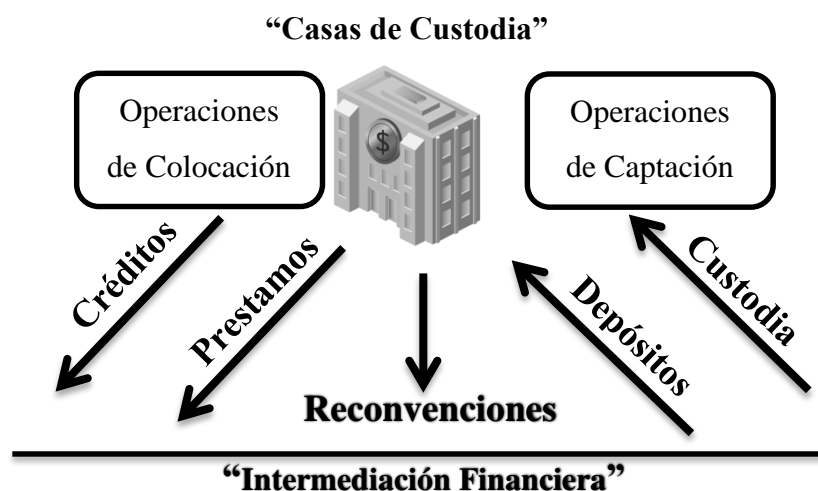 “Casas de Custodia”
Operaciones
de Colocación
$
Operaciones
de Captación
Créditos
Prestamos
Depósitos
Custodia
Reconvenciones
“Intermediación Financiera”